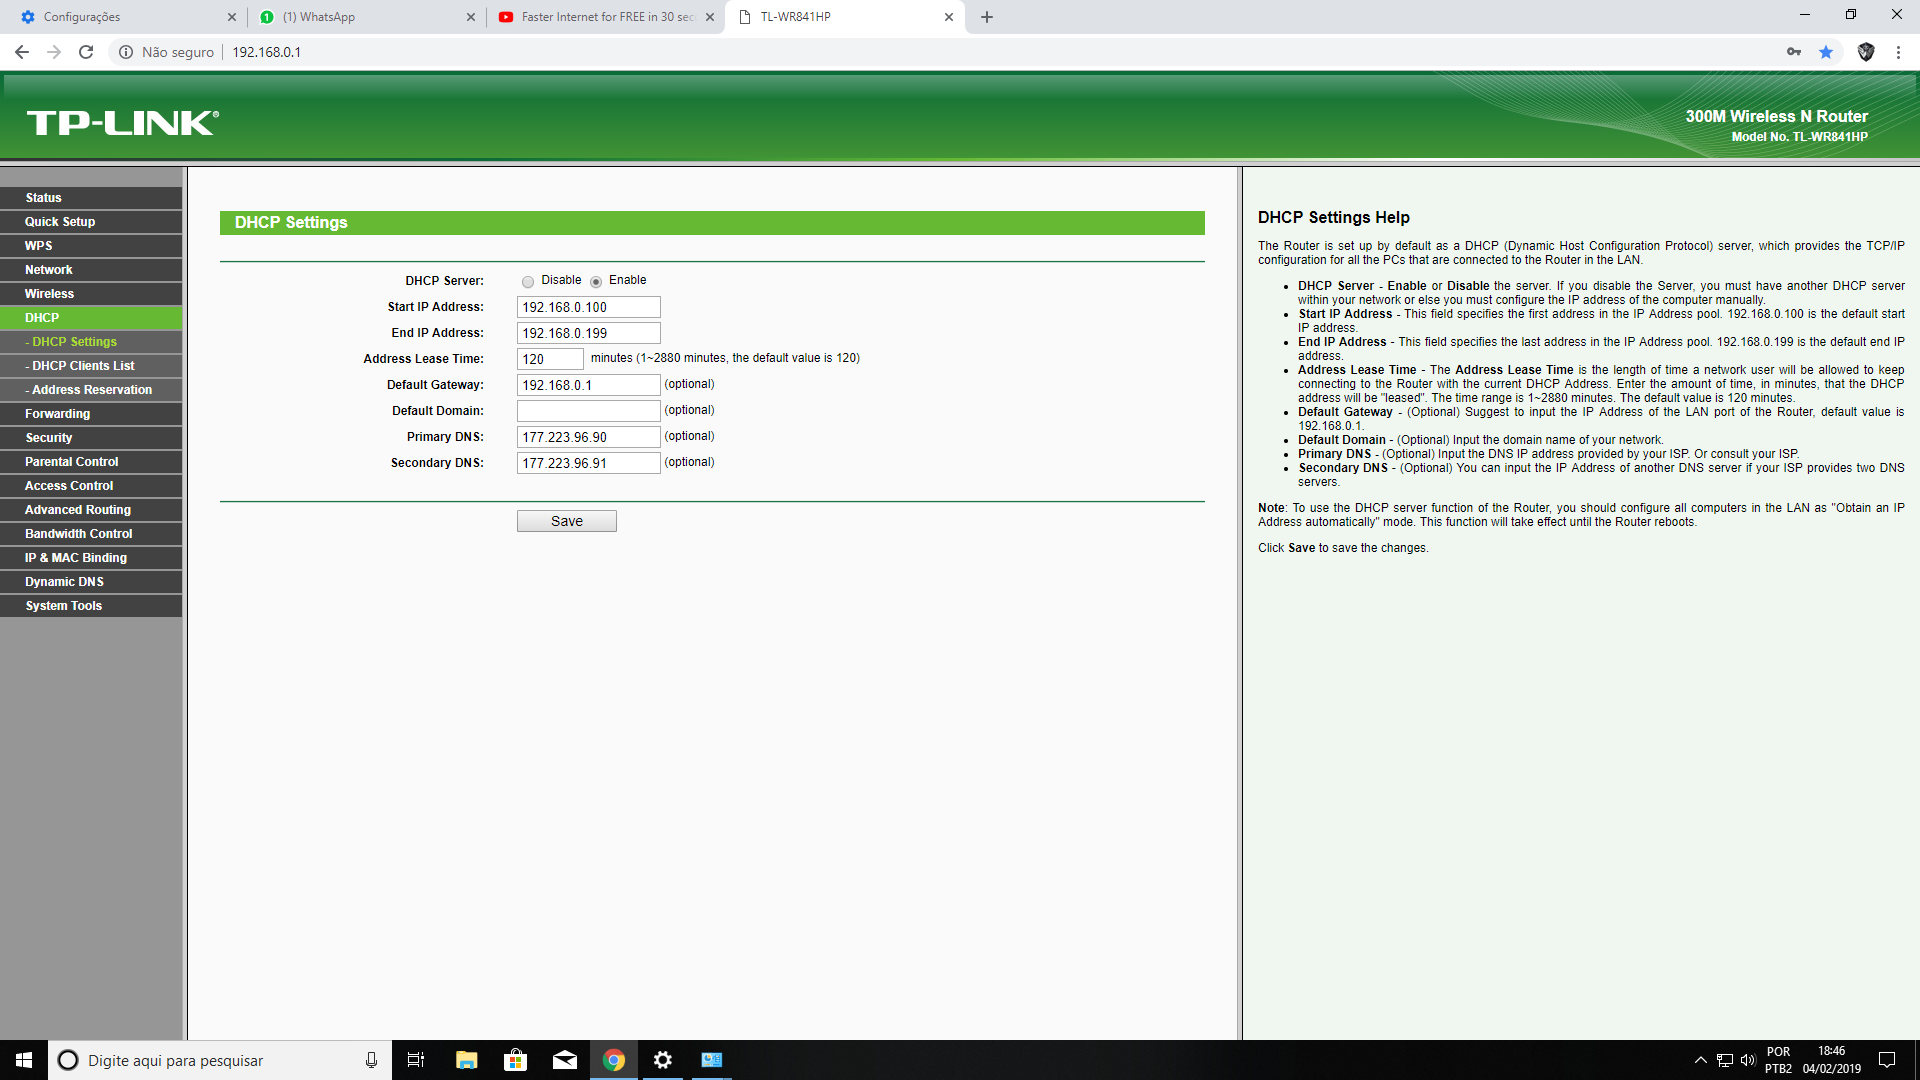 Configurações
(1) WhatsApp
Faster Internet for FREE in 30 sec
TL-WR841HP
Não seguro
192.168.0.1
TP-LINK®
300M Wireless N Router
Model No. TL-WR841HP
Status
Quick Setup
WPS
Network
Wireless
DHCP
- DHCP Settings
- DHCP Clients List
- Address Reservation
Forwarding
Security
Parental Control
Access Control
Advanced Routing
Bandwidth Control
IP & MAC Binding
Dynamic DNS
System Tools
DHCP Settings
DHCP Server: Disable Enable
Start IP Address: 192.168.0.100
End IP Address: 192.168.0.199
Address Lease Time: 120 minutes (1~2880 minutes, the default value is 120)
Default Gateway: 192.168.0.1 (optional)
Default Domain: (optional)
Primary DNS: 177.223.96.90 (optional)
Secondary DNS: 177.223.96.91 (optional)
Save
DHCP Settings Help
The Router is set up by default as a DHCP (Dynamic Host Configuration Protocol) server, which provides the TCP/IP
configuration for all the PCs that are connected to the Router in the LAN.
• DHCP Server - Enable or Disable the server. If you disable the Server, you must have another DHCP server
within your network or else you must configure the IP address of the computer manually.
• Start IP Address - This field specifies the first address in the IP Address pool. 192.168.0.100 is the default start
IP address.
• End IP Address - This field specifies the last address in the IP Address pool. 192.168.0.199 is the default end IP
address.
• Address Lease Time - The Address Lease Time is the length of time a network user will be allowed to keep
connecting to the Router with the current DHCP Address. Enter the amount of time, in minutes, that the DHCP
address will be "leased". The time range is 1~2880 minutes. The default value is 120 minutes.
• Default Gateway - (Optional) Suggest to input the IP Address of the LAN port of the Router, default value is
192.168.0.1.
• Default Domain - (Optional) Input the domain name of your network.
• Primary DNS - (Optional) Input the DNS IP address provided by your ISP. Or consult your ISP.
• Secondary DNS - (Optional) You can input the IP Address of another DNS server if your ISP provides two DNS
servers.
Note: To use the DHCP server function of the Router, you should configure all computers in the LAN as "Obtain an IP
Address automatically" mode. This function will take effect until the Router reboots.
Click Save to save the changes.
Digite aqui para pesquisar
POR
PTB2
18:46
04/02/2019